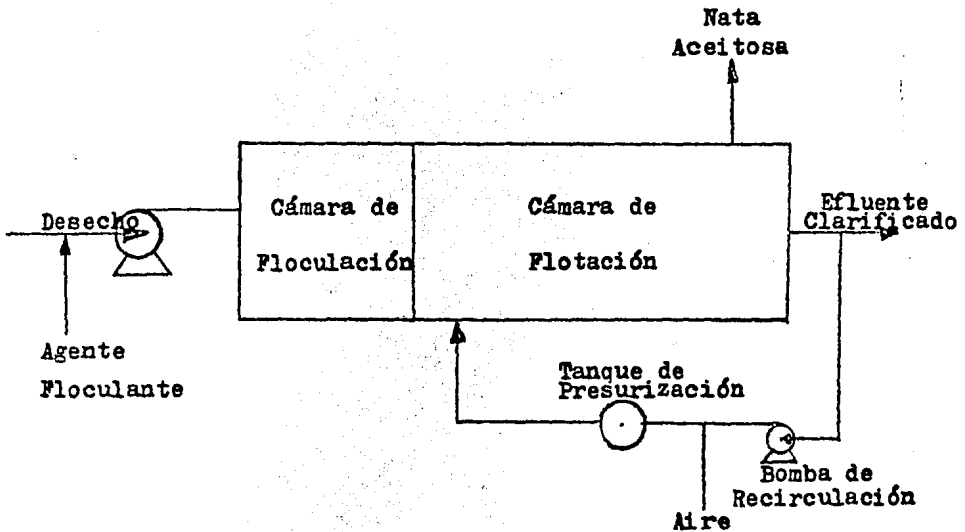 Nata
Aceitosa
Desecho
Cámara de
Floculación
Cámara de
Flotación
Efluente
Clarificado
Agente
Floculante
Tanque de
Presurización
Bomba de
Recirculación
Aire